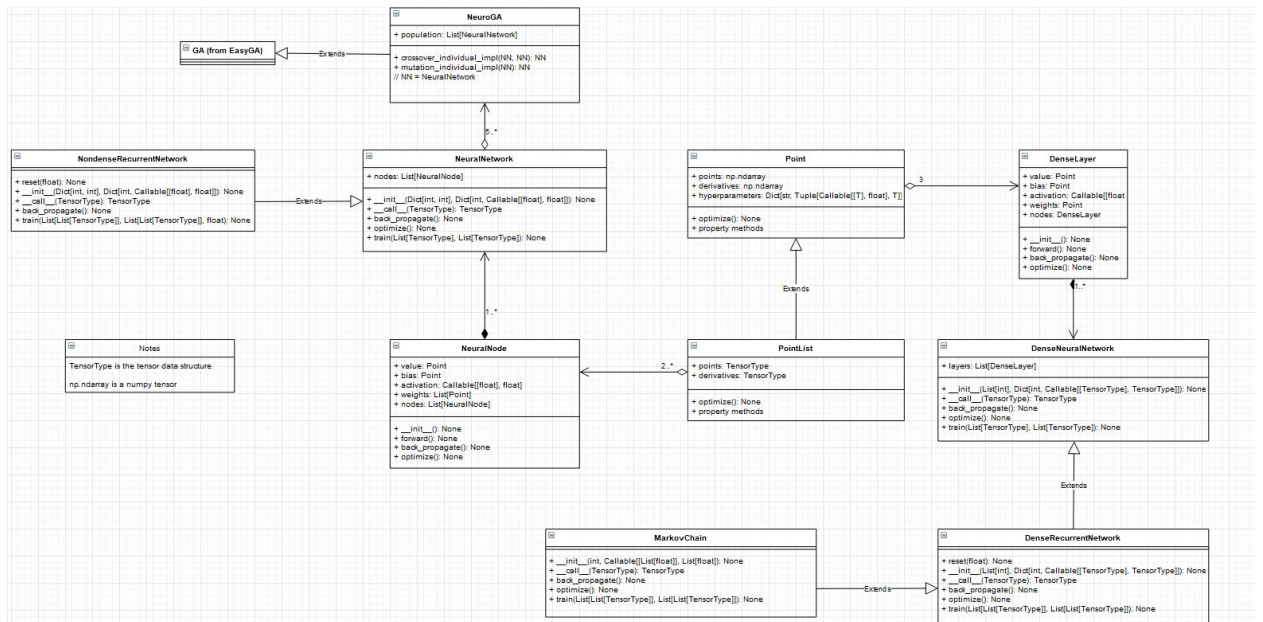 NeuroGA
+ population: List[NeuralNetwork]
+ crossover_individual_impl(NN, NN): NN
+ mutation_individual_impl(NN): NN
// NN = NeuralNetwork
GA (from EasyGA)
Extends
5..*
NondenseRecurrentNetwork
+ reset(float): None
+ __init__(Dict[int, int], Dict[int, Callable[[float], float]]): None
+ __call__(TensorType): TensorType
+ back_propagate(): None
+ train(List[List[TensorType]], List[List[TensorType]], float): None
Extends
NeuralNetwork
+ nodes: List[NeuralNode]
+ __init__(Dict[int, int], Dict[int, Callable[[float], float]]): None
+ __call__(TensorType): TensorType
+ back_propagate(): None
+ optimize(): None
+ train(List[TensorType], List[TensorType]): None
Point
+ points: np.ndarray
+ derivatives: np.ndarray
+ hyperparameters: Dict[str, Tuple[Callable[[T], float], T]]
+ optimize(): None
+ property methods
3
DenseLayer
+ value: Point
+ bias: Point
+ activation: Callable[[float
+ weights: Point
+ nodes: DenseLayer
+ __init__(): None
+ forward(): None
+ back_propagate(): None
+ optimize(): None
Extends
1..*
1..*
Notes
TensorType is the tensor data structure
np.ndarray is a numpy tensor
NeuralNode
+ value: Point
+ bias: Point
+ activation: Callable[[float], float]
+ weights: List[Point]
+ nodes: List[NeuralNode]
+ __init__(): None
+ forward(): None
+ back_propagate(): None
+ optimize(): None
2..*
PointList
+ points: TensorType
+ derivatives: TensorType
+ optimize(): None
+ property methods
DenseNeuralNetwork
+ layers: List[DenseLayer]
+ __init__(List[int], Dict[int, Callable[[TensorType], TensorType]]): None
+ __call__(TensorType): TensorType
+ back_propagate(): None
+ optimize(): None
+ train(List[TensorType], List[TensorType]): None
Extends
MarkovChain
+ __init__(int, Callable[[List[float]], List[float]): None
+ __call__(TensorType): TensorType
+ back_propagate(): None
+ optimize(): None
+ train(List[List[TensorType]], List[List[TensorType]]): None
Extends
DenseRecurrentNetwork
+ reset(float): None
+ __init__(List[int], Dict[int, Callable[[TensorType], TensorType]]): None
+ __call__(TensorType): TensorType
+ back_propagate(): None
+ optimize(): None
+ train(List[List[TensorType]], List[List[TensorType]]): None